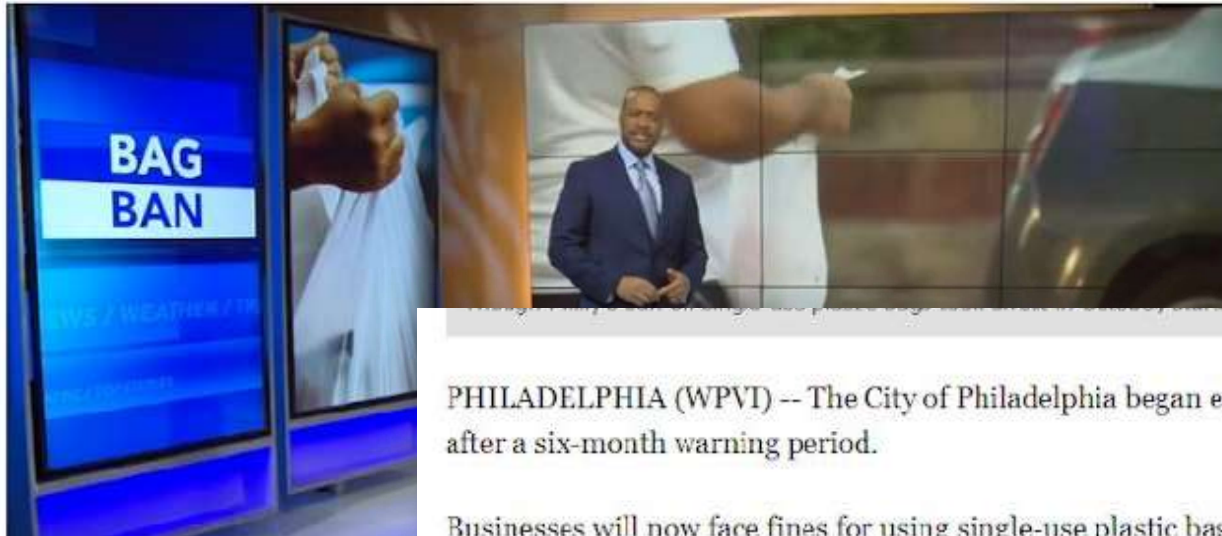 BAG
BAN
PHILADELPHIA (WPVI) -- The City of Philadelphia began e
after a six-month warning period.
Businesses will now face fines for using single-use plastic bas